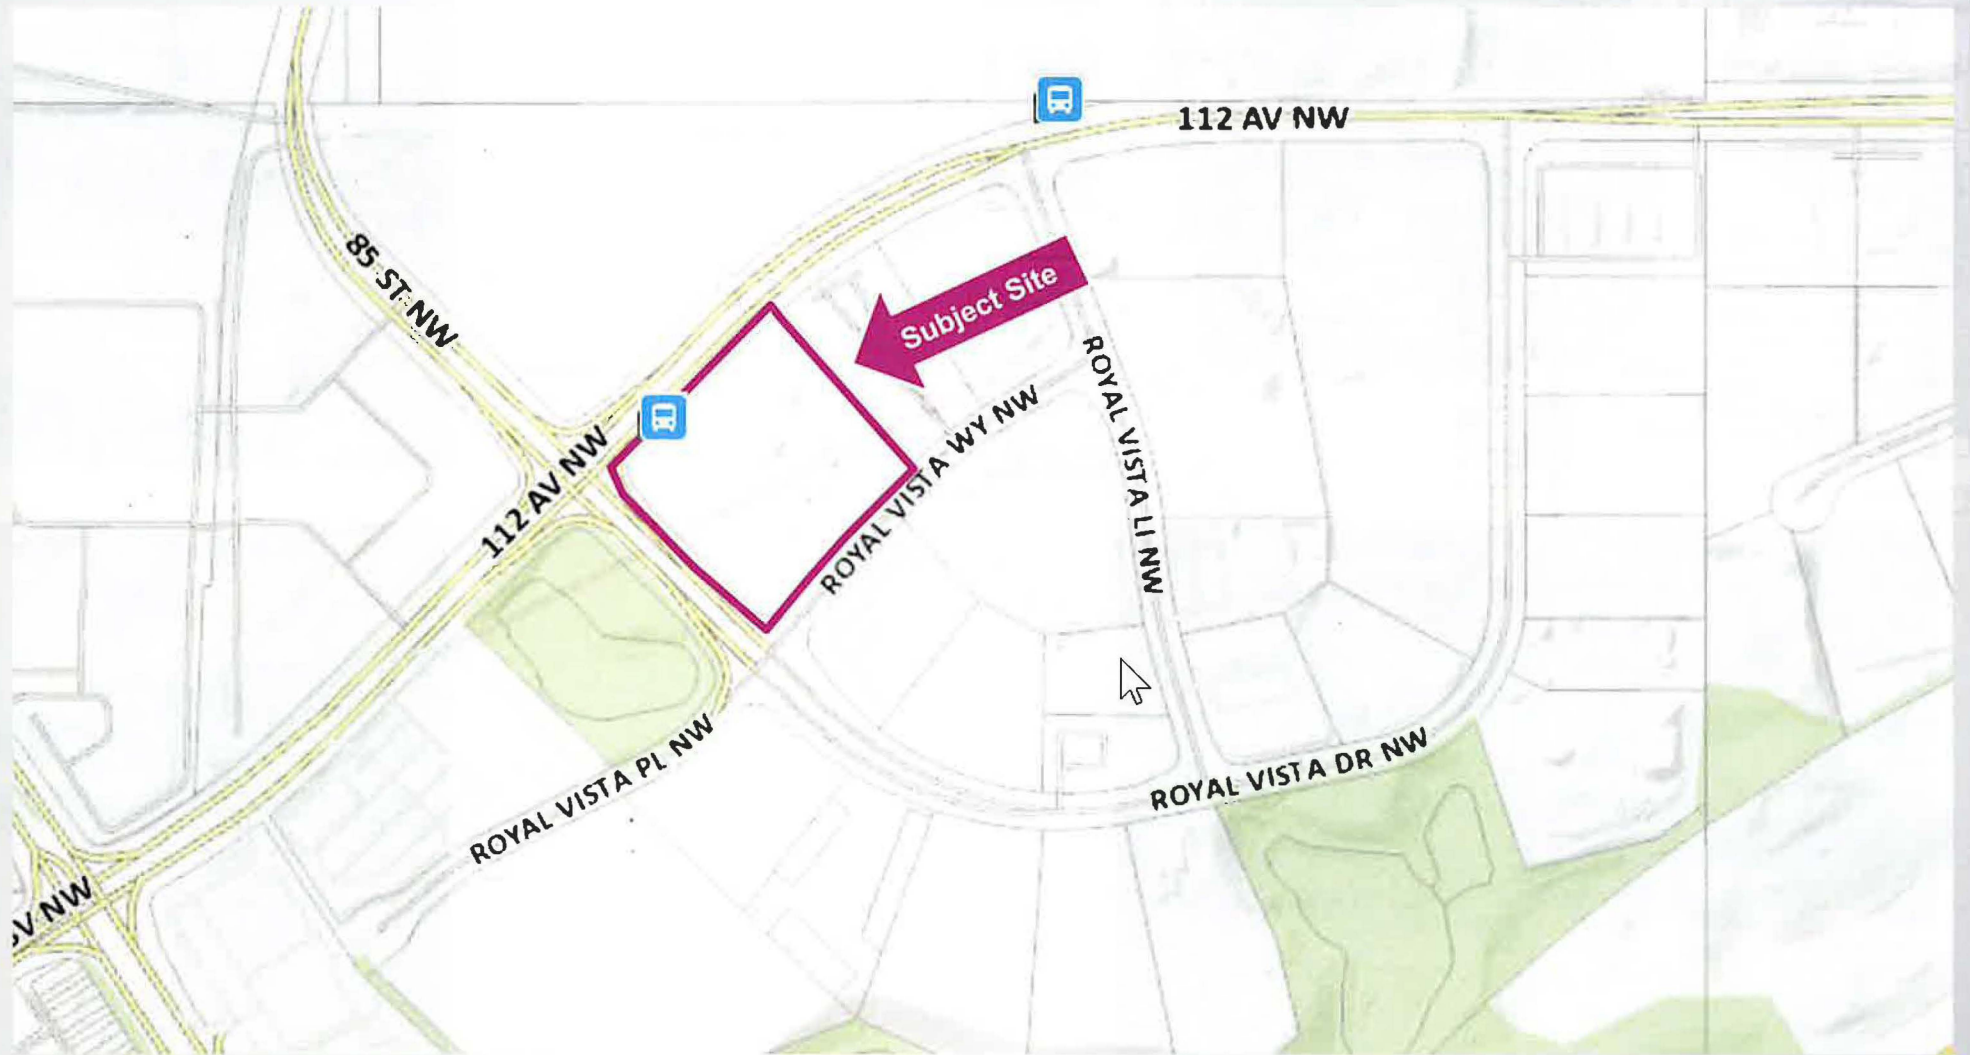 112 AV NW
85 ST NW
Subject Site
112 AV NW
ROYAL VISTA WY NW
ROYAL VISTA LI NW
ROYAL VISTA PL NW
ROYAL VISTA DR NW
NW